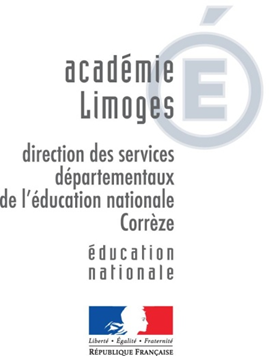 académie
Limoges
É
direction des services
départementaux
de l'éducation nationale
Corrèze
éducation
nationale
Liberté • Égalité • Fraternité
RÉPUBLIQUE FRANÇAISE